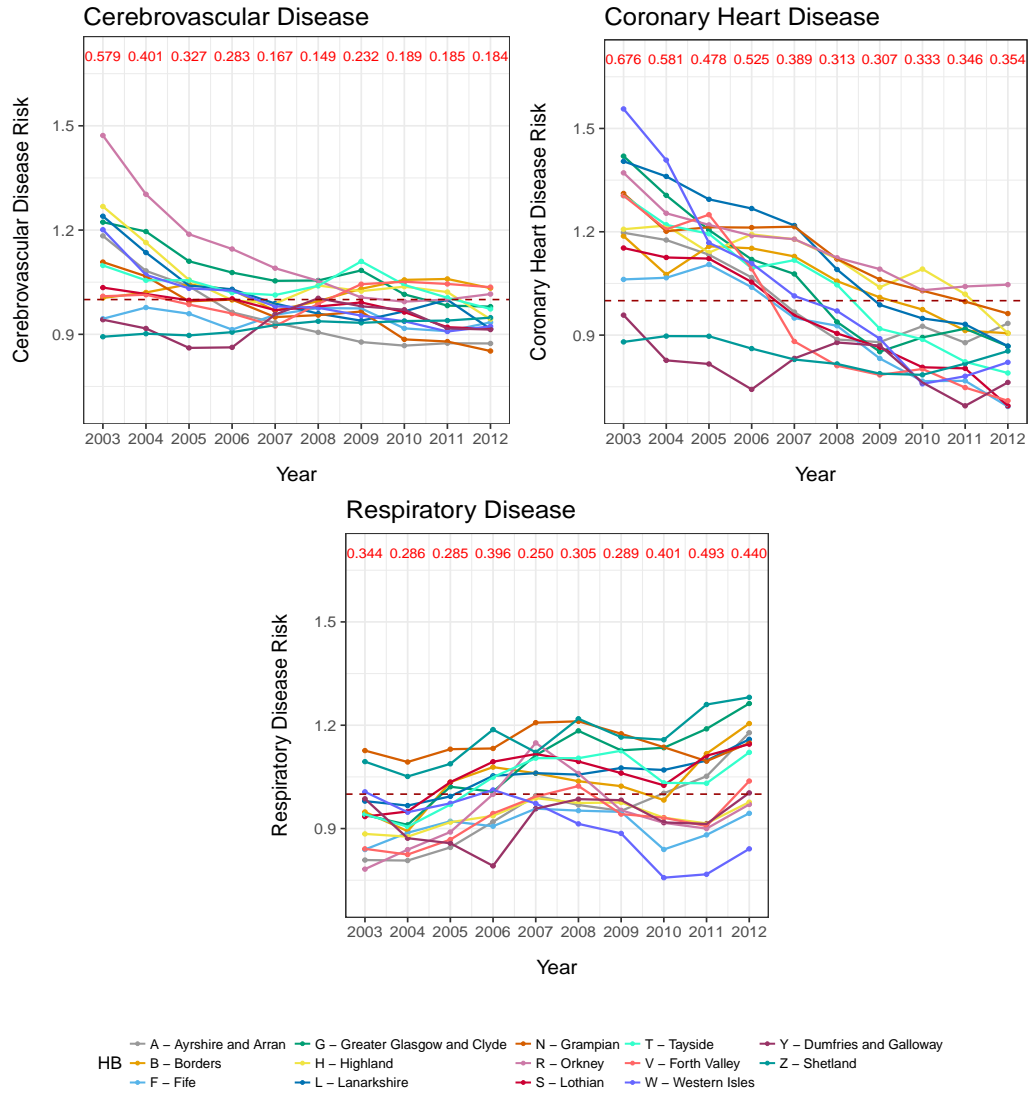 Cerebrovascular Disease
0.579 0.401 0.327 0.283 0.167 0.149 0.232 0.189 0.185 0.184
Cerebrovascular Disease Risk
1.5
1.2
0.9
2003 2004 2005 2006 2007 2008 2009 2010 2011 2012
Year
Coronary Heart Disease
0.676 0.581 0.478 0.525 0.389 0.313 0.307 0.333 0.346 0.354
Coronary Heart Disease Risk
1.5
1.2
0.9
2003 2004 2005 2006 2007 2008 2009 2010 2011 2012
Year
Respiratory Disease
0.344 0.286 0.285 0.396 0.250 0.305 0.289 0.401 0.493 0.440
Respiratory Disease Risk
1.5
1.2
0.9
2003 2004 2005 2006 2007 2008 2009 2010 2011 2012
Year
HB
A – Ayrshire and Arran G – Greater Glasgow and Clyde N – Grampian T – Tayside Y – Dumfries and Galloway
B – Borders H – Highland R – Orkney V – Forth Valley Z – Shetland
F – Fife L – Lanarkshire S – Lothian W – Western Isles